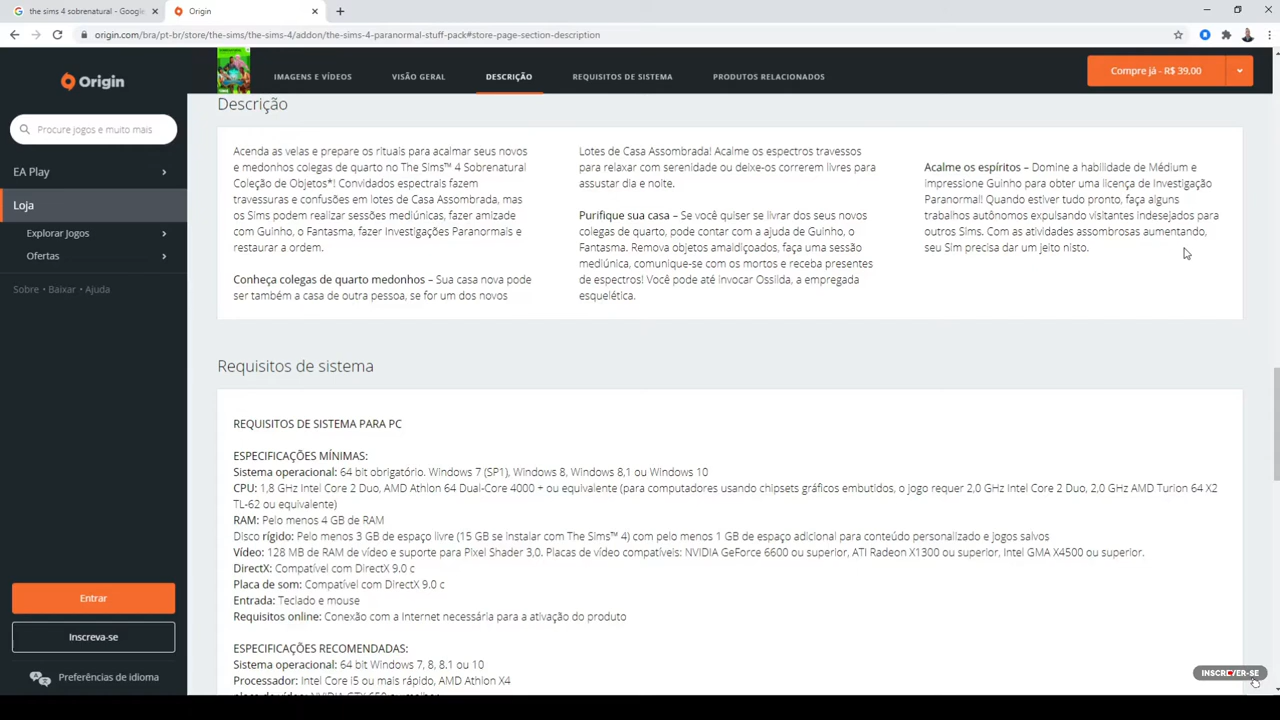 the sims 4 sobrenatural - Google
Origin
origin.com/bra/pt-br/store/the-sims/the-sims-4/addon/the-sims-4-paranormal-stuff-pack#store-page-section-description
Origin
Procure jogos e muito mais
EA Play
Loja
Explorar Jogos
Ofertas
Sobre • Baixar • Ajuda
Entrar
Inscreva-se
Preferências de idioma
IMAGENS E VÍDEOS
VISÃO GERAL
DESCRIÇÃO
REQUISITOS DE SISTEMA
PRODUTOS RELACIONADOS
Compre já - R$ 39,00
Descrição
Acenda as velas e prepare os rituais para acalmar seus novos
e medonhos colegas de quarto no The Sims™ 4 Sobrenatural
Coleção de Objetos*! Convidados espectrais fazem
travessuras e confusões em lotes de Casa Assombrada, mas
os Sims podem realizar sessões mediúnicas, fazer amizade
com Guinho, o Fantasma, fazer Investigações Paranormais e
restaurar a ordem.
Conheça colegas de quarto medonhos – Sua casa nova pode
ser também a casa de outra pessoa, se for um dos novos
Lotes de Casa Assombrada! Acalme os espectros travessos
para relaxar com serenidade ou deixe-os correrem livres para
assustar dia e noite.
Purifique sua casa – Se você quiser se livrar dos seus novos
colegas de quarto, pode contar com a ajuda de Guinho, o
Fantasma. Remova objetos amaldiçoados, faça uma sessão
mediúnica, comunique-se com os mortos e receba presentes
de espectros! Você pode até invocar Ossilda, a empregada
esquelética.
Acalme os espíritos – Domine a habilidade de Médium e
impressione Guinho para obter uma licença de Investigação
Paranormal! Quando estiver tudo pronto, faça alguns
trabalhos autônomos expulsando visitantes indesejados para
outros Sims. Com as atividades assombrosas aumentando,
seu Sim precisa dar um jeito nisto.
Requisitos de sistema
REQUISITOS DE SISTEMA PARA PC
ESPECIFICAÇÕES MÍNIMAS:
Sistema operacional: 64 bit obrigatório. Windows 7 (SP1), Windows 8, Windows 8,1 ou Windows 10
CPU: 1,8 GHz Intel Core 2 Duo, AMD Athlon 64 Dual-Core 4000 + ou equivalente (para computadores usando chipsets gráficos embutidos, o jogo requer 2,0 GHz Intel Core 2 Duo, 2,0 GHz AMD Turion 64 X2
TL-62 ou equivalente)
RAM: Pelo menos 4 GB de RAM
Disco rígido: Pelo menos 3 GB de espaço livre (15 GB se instalar com The Sims™ 4) com pelo menos 1 GB de espaço adicional para conteúdo personalizado e jogos salvos
Vídeo: 128 MB de RAM de vídeo e suporte para Pixel Shader 3,0. Placas de vídeo compatíveis: NVIDIA GeForce 6600 ou superior, ATI Radeon X1300 ou superior, Intel GMA X4500 ou superior.
DirectX: Compatível com DirectX 9.0 c
Placa de som: Compatível com DirectX 9.0 c
Entrada: Teclado e mouse
Requisitos online: Conexão com a Internet necessária para a ativação do produto
ESPECIFICAÇÕES RECOMENDADAS:
Sistema operacional: 64 bit Windows 7, 8, 8.1 ou 10
Processador: Intel Core i5 ou mais rápido, AMD Athlon X4
INSCREVER-SE